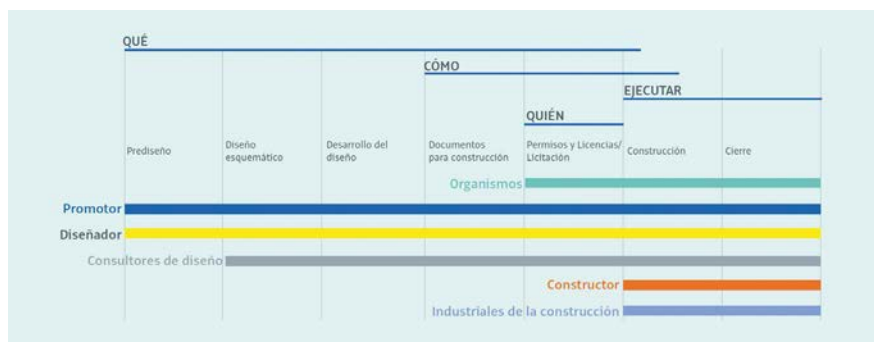 QUÉ
CÓMO
EJECUTAR
QUIÉN
Prediseño
Diseño
esquemático
Desarrollo del
diseño
Documentos
para construcción
Permisos y Licencias/
Licitación
Construcción
Cierre
Organismos
Promotor
Diseñador
Consultores de diseño
Constructor
Industriales de la construcción